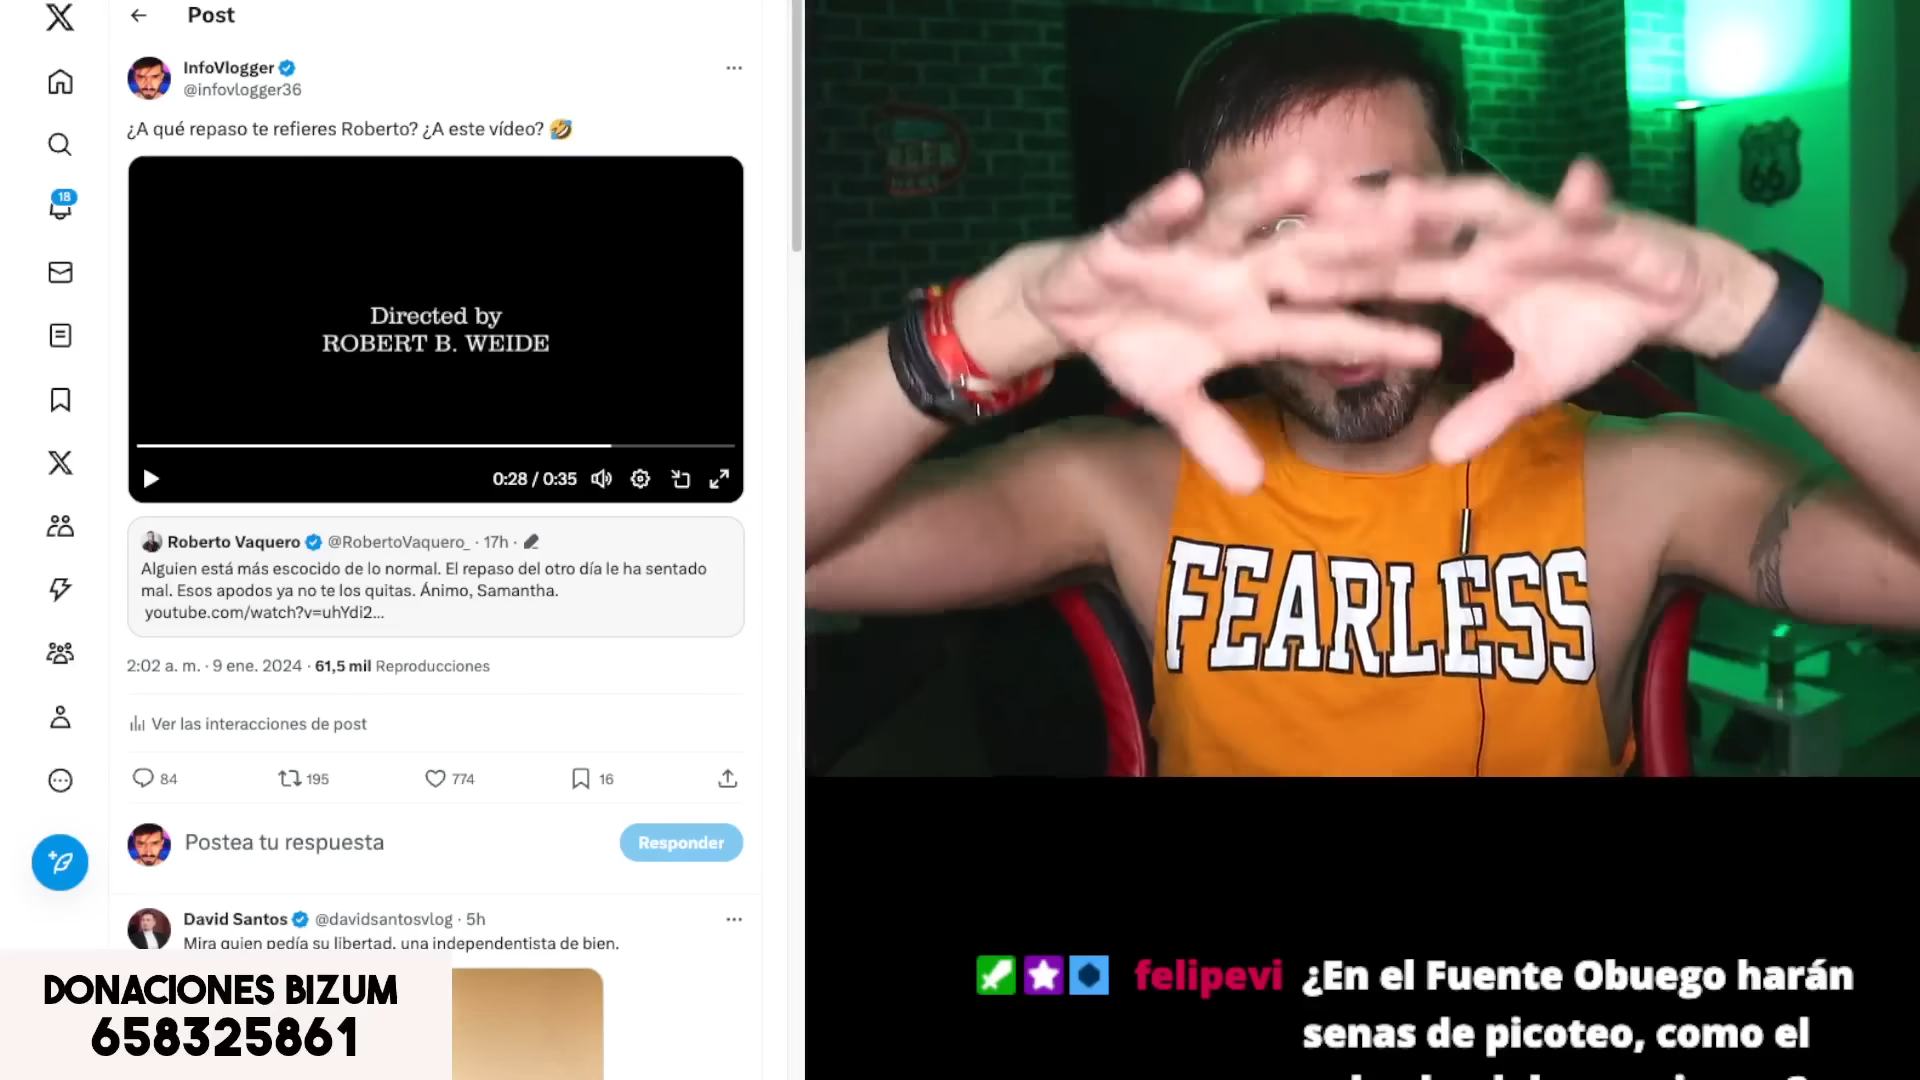 Post
InfoVlogger
@infovlogger36
¿A qué repaso te refieres Roberto? ¿A este vídeo? 🤣
18
Directed by
ROBERT B. WEIDE
0:28 / 0:35
Roberto Vaquero @RobertoVaquero_ · 17h ·
Alguien está más escocido de lo normal. El repaso del otro día le ha sentado
mal. Esos apodos ya no te los quitas. Ánimo, Samantha.
youtube.com/watch?v=uhYdi2...
2:02 a. m. · 9 ene. 2024 · 61,5 mil Reproducciones
Ver las interacciones de post
84 195 774 16
Postea tu respuesta
Responder
David Santos @davidsantosvlog · 5h
Mira quien pedía su libertad, una independentista de bien.
DONACIONES BIZUM
658325861
66
FEARLESS
felipevi ¿En el Fuente Obuego harán
senas de picoteo, como el